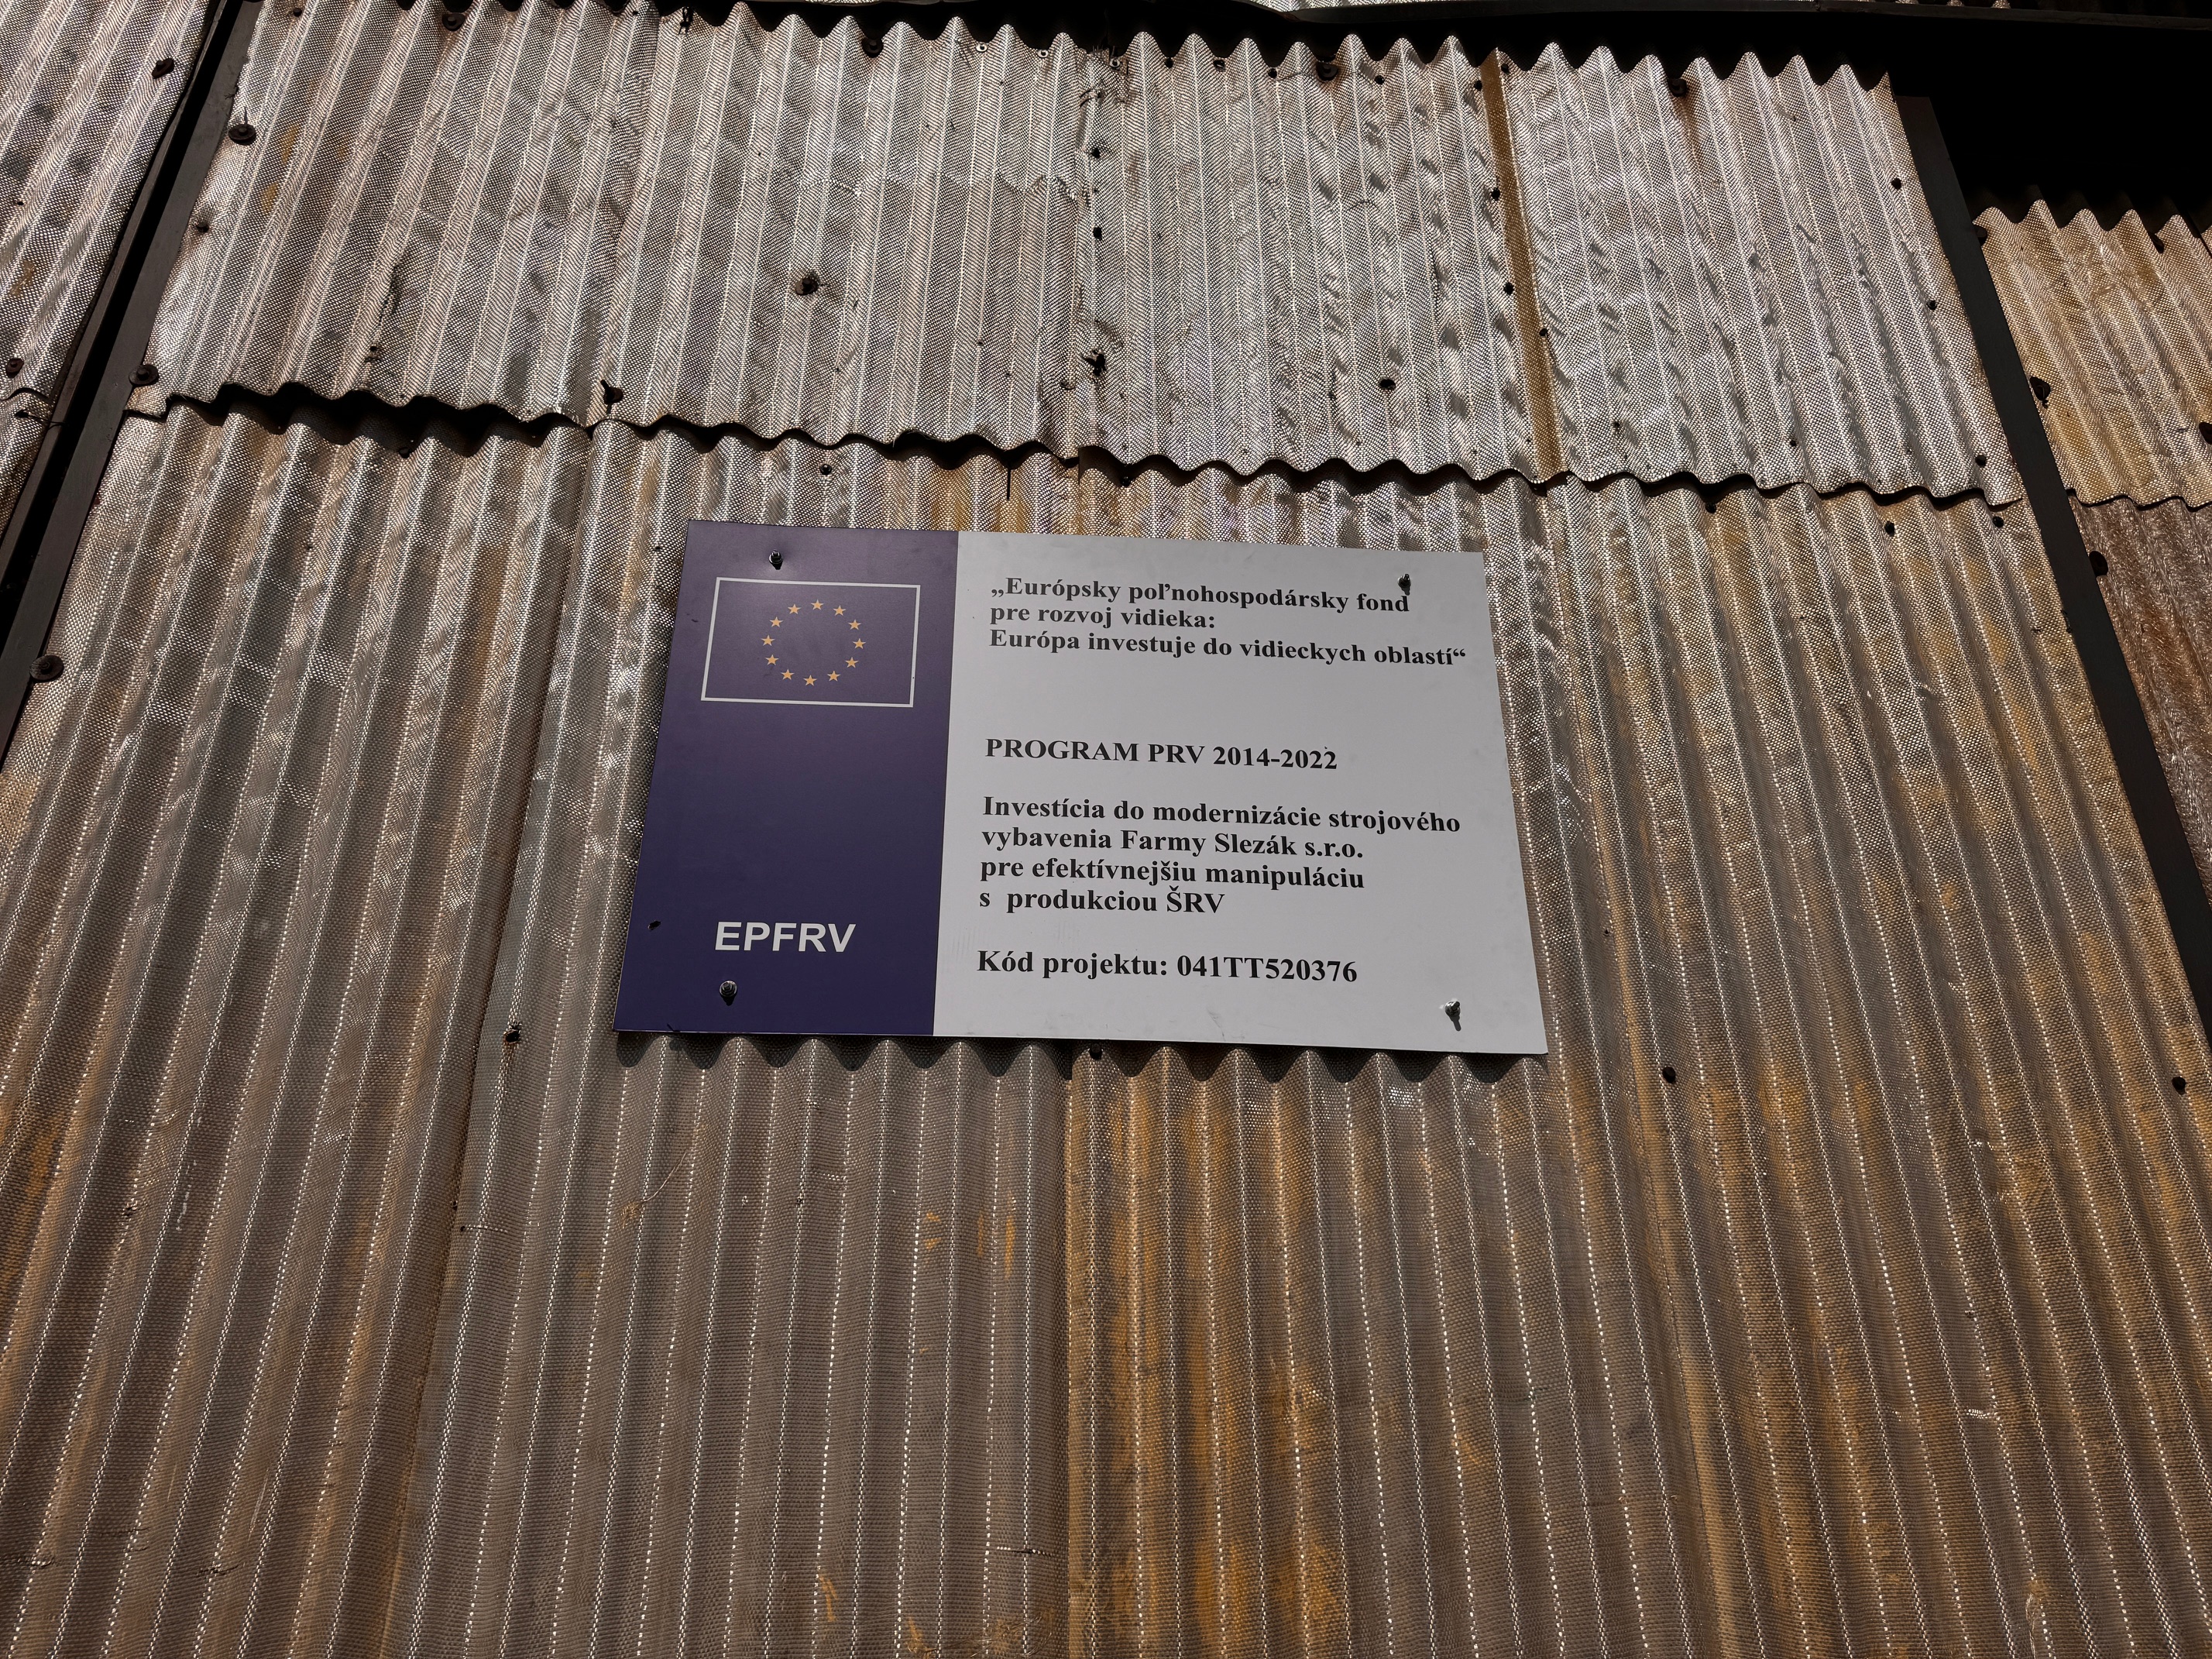 „Európsky poľnohospodársky fond
pre rozvoj vidieka:
Európa investuje do vidieckych oblastí“
PROGRAM PRV 2014-2022
Investícia do modernizácie strojového
vybavenia Farmy Slezák s.r.o.
pre efektívnejšiu manipuláciu
s produkciou ŠRV
Kód projektu: 041TT520376
EPFRV